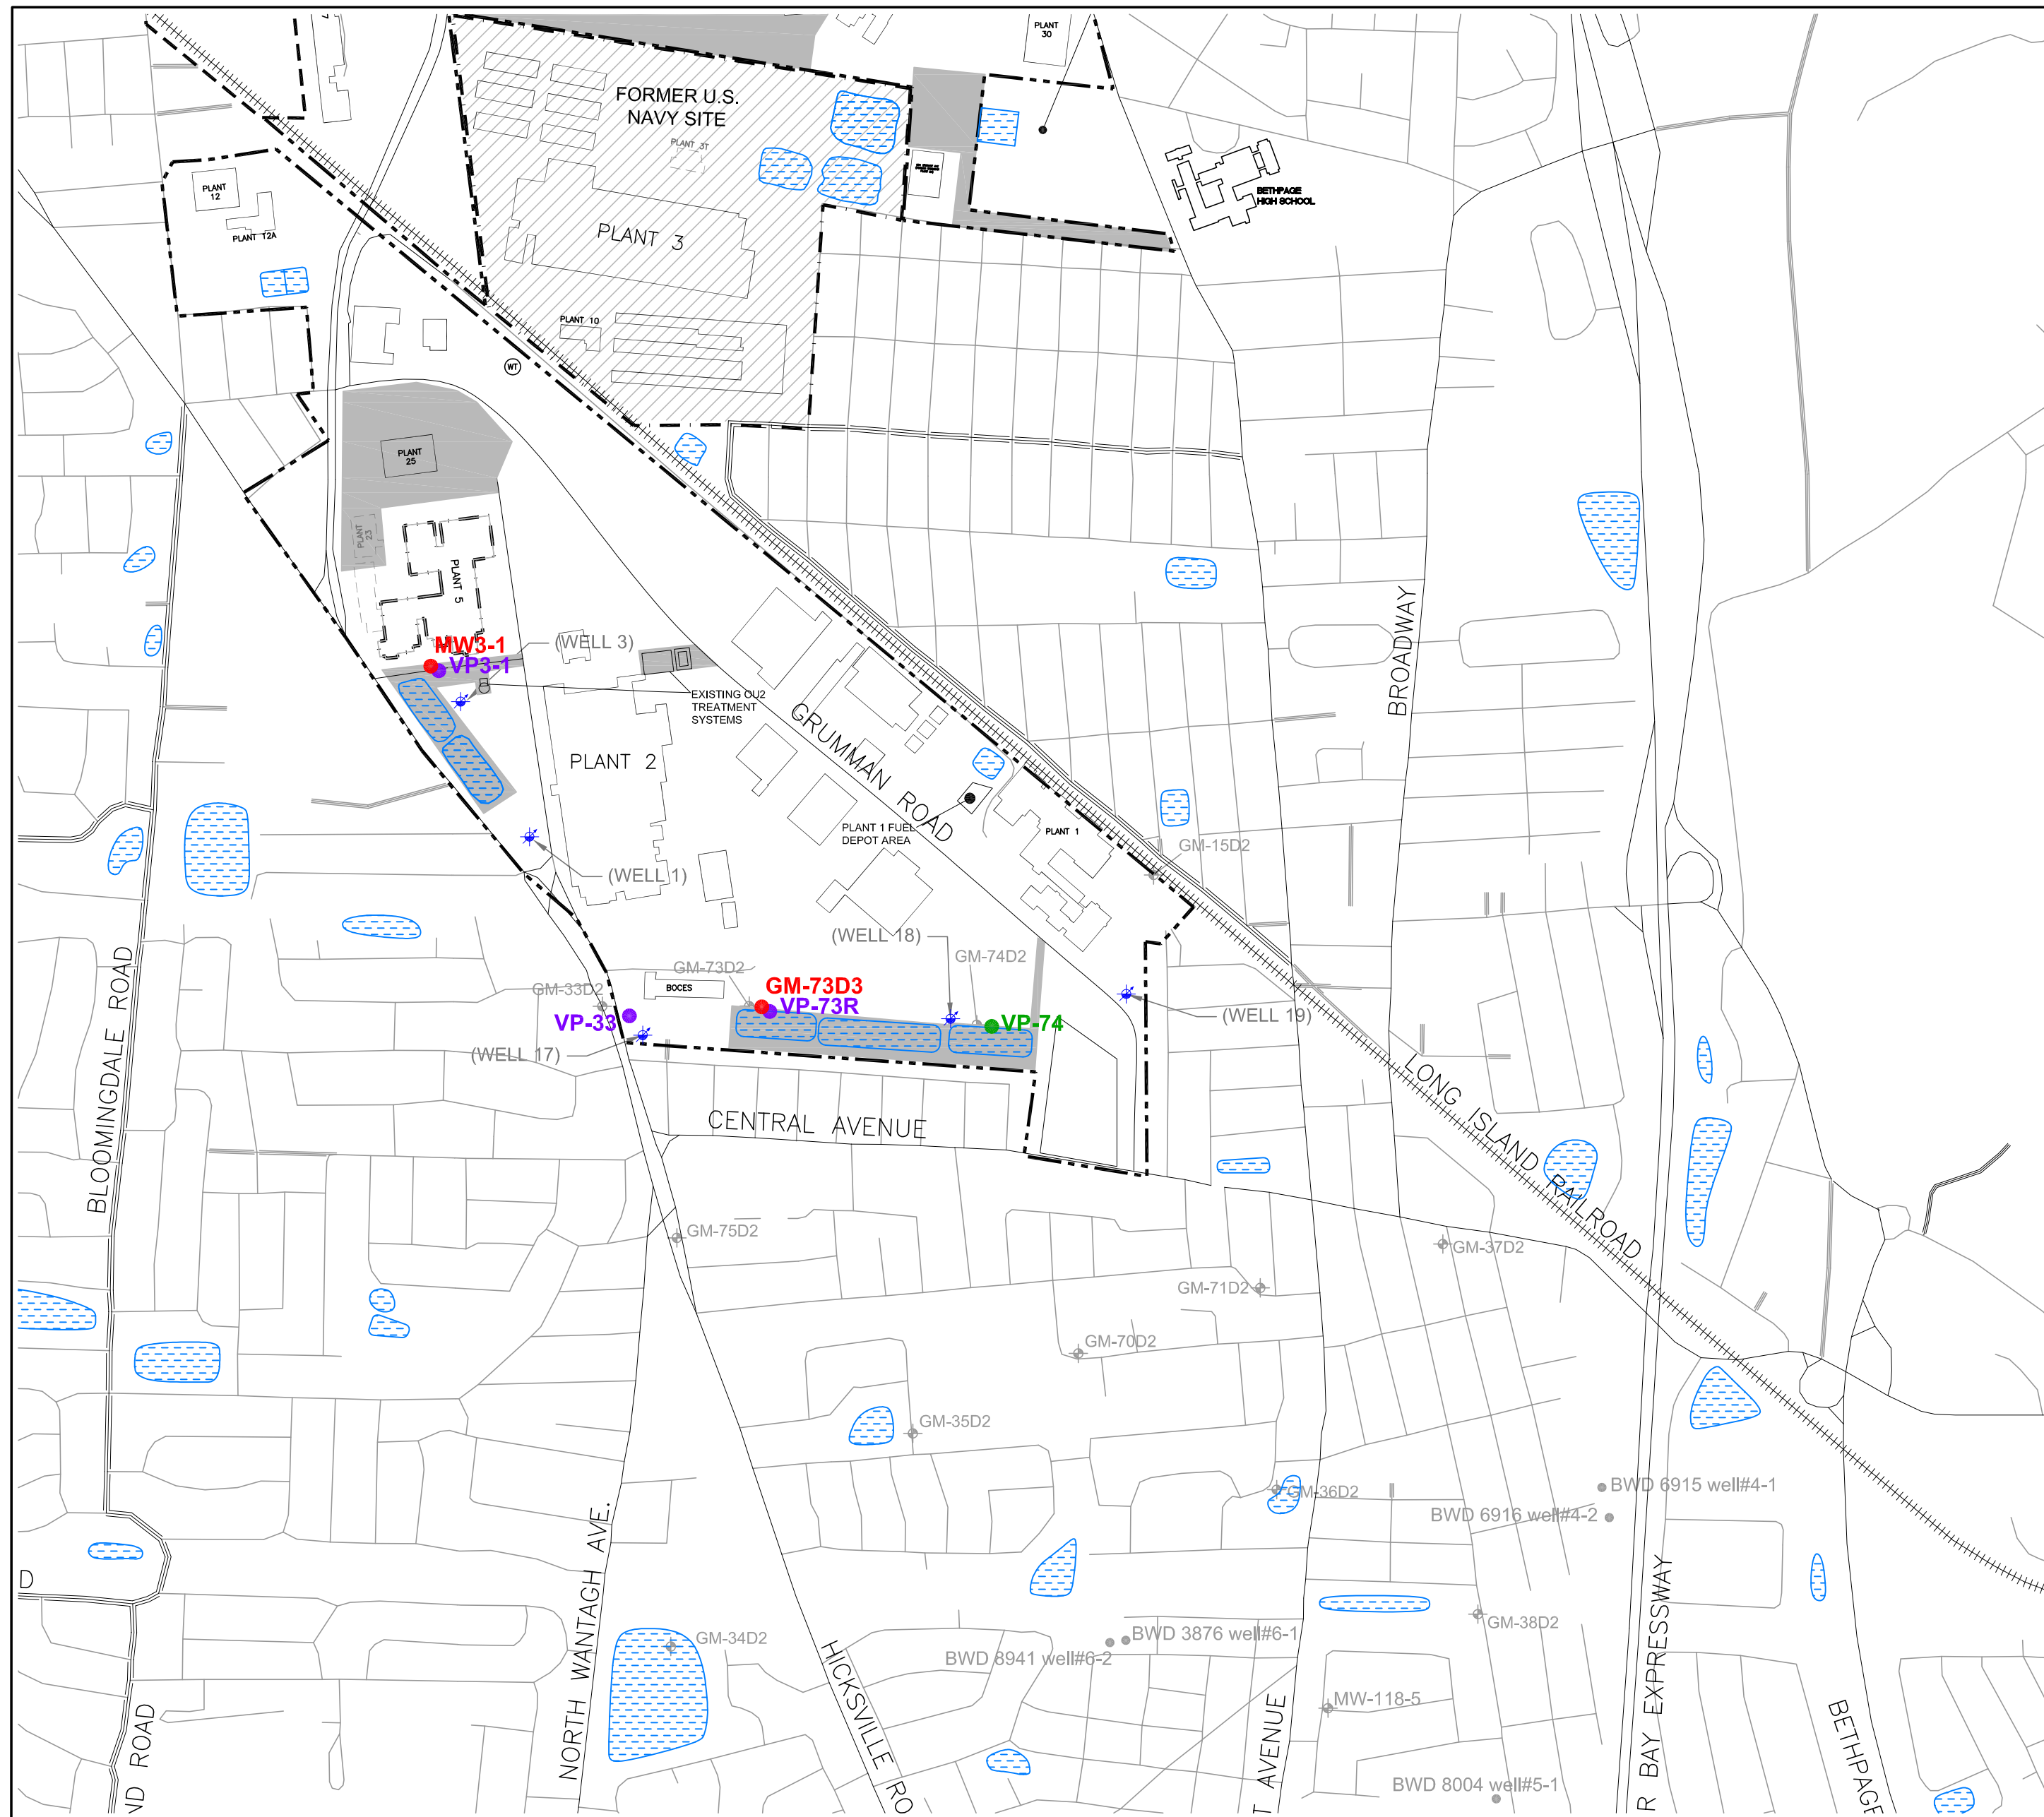 PLANT
30
FORMER U.S.
NAVY SITE
PLANT 3T
PLANT
12
PLANT 12A
PLANT 3
BETHPAGE
HIGH SCHOOL
PLANT 10
WT
PLANT
25
PLANT
23
PLANT 5
MW3-1
VP3-1
(WELL 3)
EXISTING OU2
TREATMENT
SYSTEMS
BROADWAY
GRUMMAN ROAD
PLANT 2
PLANT 1 FUEL
DEPOT AREA
PLANT 1
GM-15D2
(WELL 1)
(WELL 18)
GM-74D2
GM-73D2
GM-33D2
BOCES
GM-73D3
VP-73R
VP-33
VP-74
(WELL 19)
(WELL 17)
BLOOMINGDALE ROAD
CENTRAL AVENUE
LONG ISLAND RAILROAD
GM-75D2
GM-37D2
GM-71D2
GM-70D2
GM-35D2
GM-36D2
BWD 6915 well#4-1
BWD 6916 well#4-2
D
NORTH WANTAGH AVE.
GM-38D2
GM-34D2
BWD 3876 well#6-1
BWD 8941 well#6-2
HICKSVILLE RO
MW-118-5
ND ROAD
T AVENUE
R BAY EXPRESSWAY
BETHPAGE
BWD 8004 well#5-1